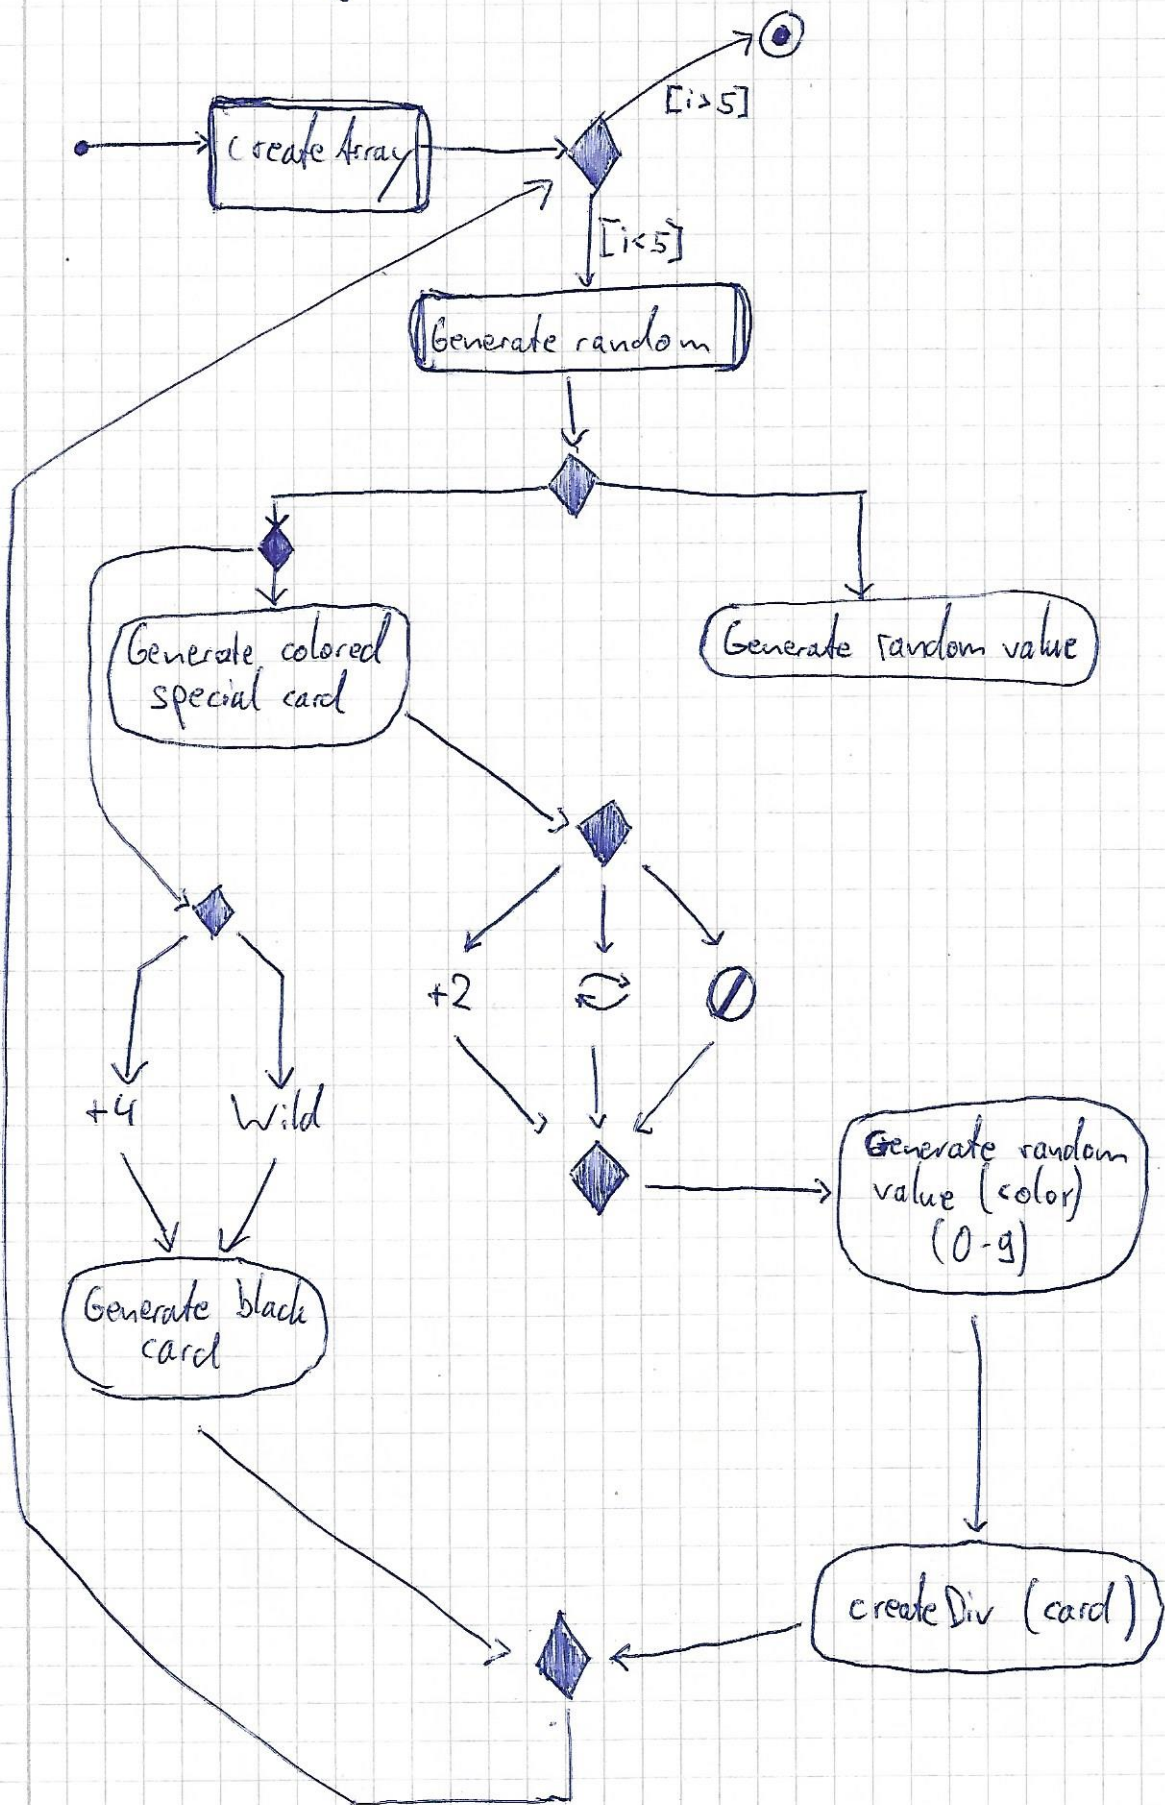 [i>5]
create Array
[i<5]
Generate random
Generate colored
special card
Generate random value
+2
+4
Wild
Generate random
value (color)
(0-9)
Generate black
card
createDiv (card)